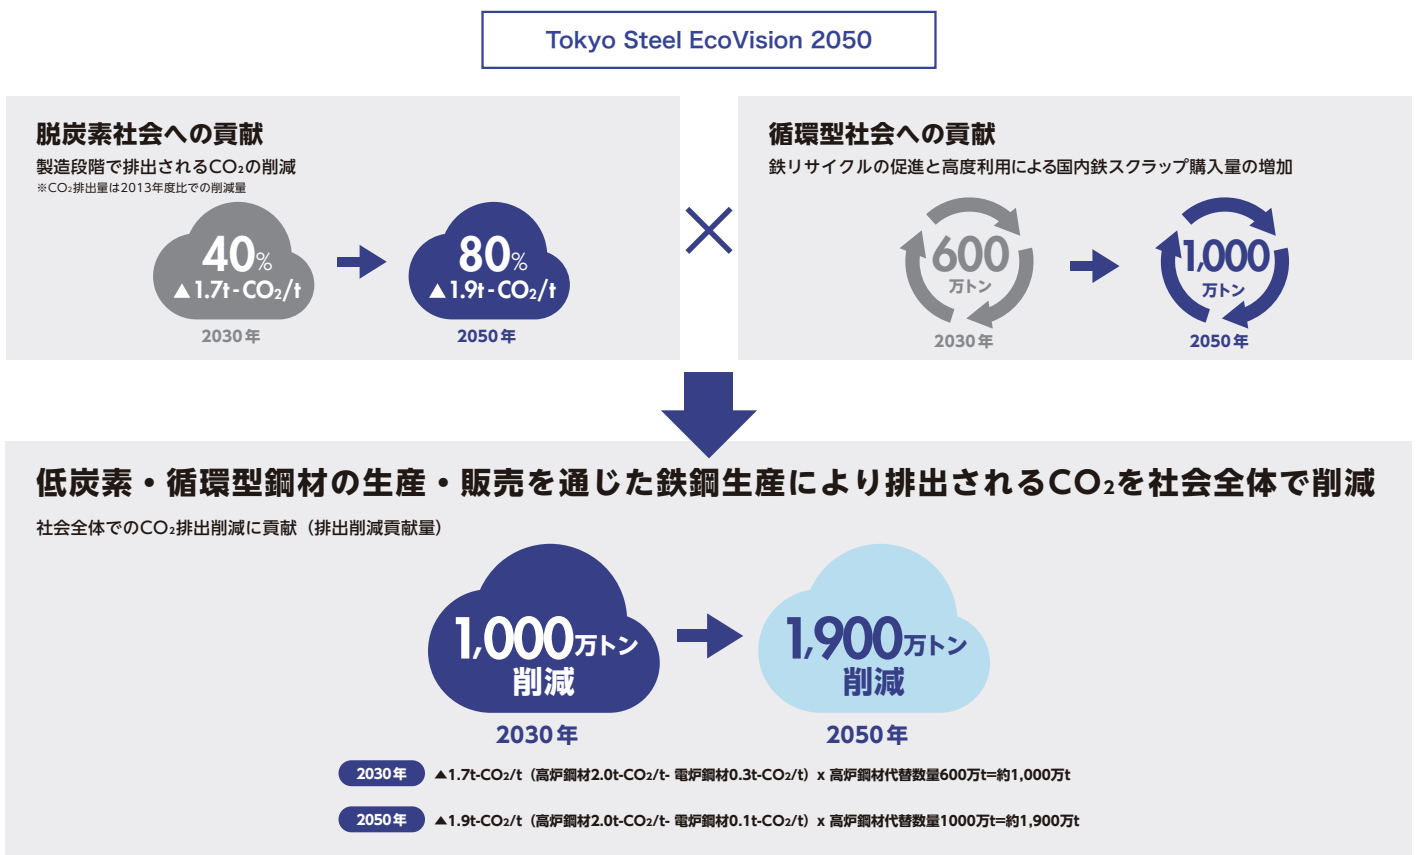 Tokyo Steel EcoVision 2050
脱炭素社会への貢献
製造段階で排出されるCO₂の削減
※CO₂排出量は2013年度比での削減量
40%
▲1.7t-CO₂/t
2030年
80%
▲1.9t-CO₂/t
2050年
×
循環型社会への貢献
鉄リサイクルの促進と高度利用による国内鉄スクラップ購入量の増加
600
万トン
2030年
1,000
万トン
2050年
低炭素・循環型鋼材の生産・販売を通じた鉄鋼生産により排出されるCO₂を社会全体で削減
社会全体でのCO₂排出削減に貢献（排出削減貢献量）
1,000万トン
削減
2030年
1,900万トン
削減
2050年
2030年 ▲1.7t-CO₂/t（高炉鋼材2.0t-CO₂/t- 電炉鋼材0.3t-CO₂/t）x 高炉鋼材代替数量600万t=約1,000万t
2050年 ▲1.9t-CO₂/t（高炉鋼材2.0t-CO₂/t- 電炉鋼材0.1t-CO₂/t）x 高炉鋼材代替数量1000万t=約1,900万t